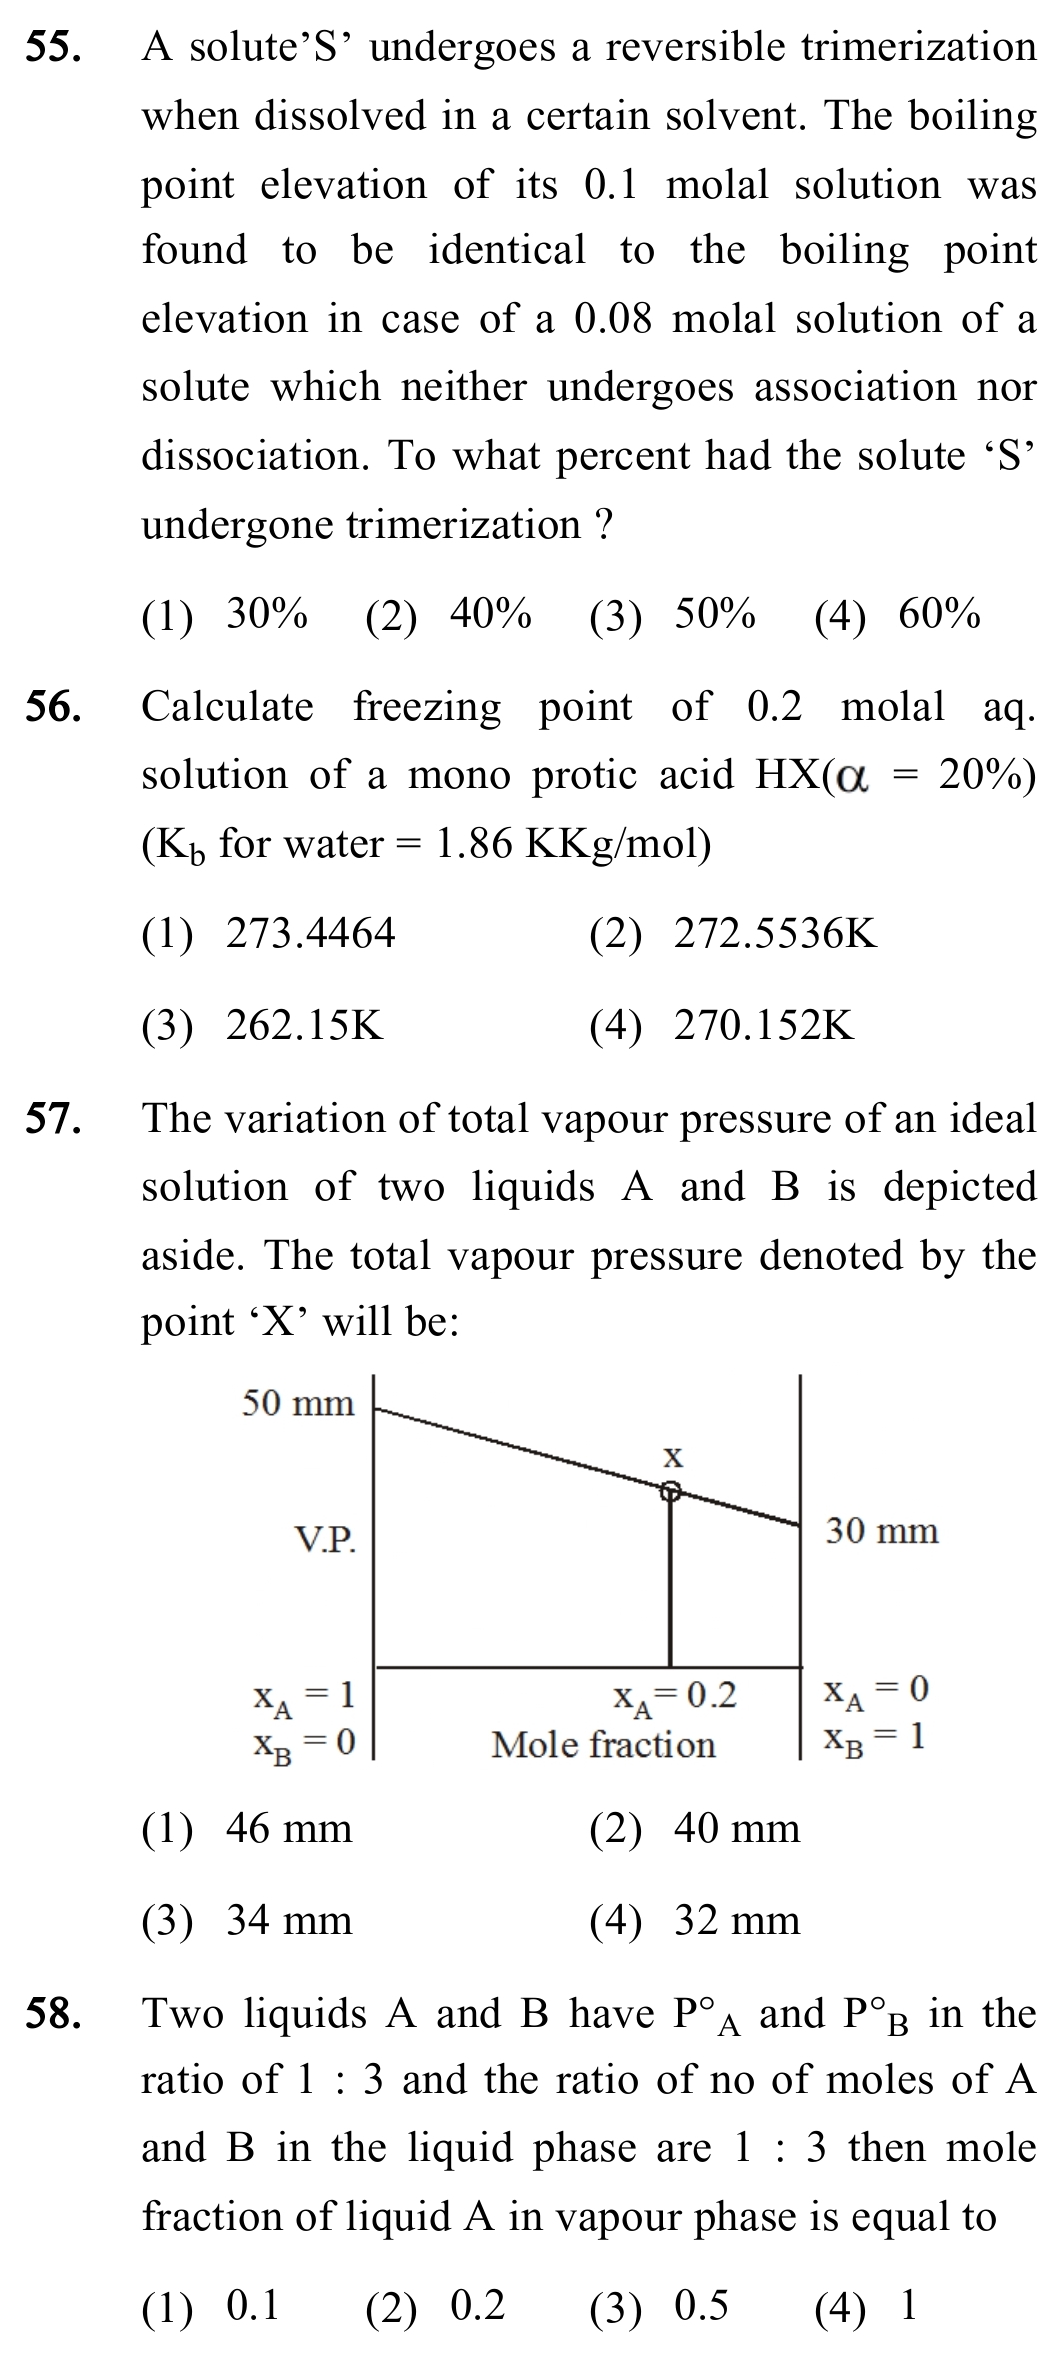 55. A solute’S’ undergoes a reversible trimerization
when dissolved in a certain solvent. The boiling
point elevation of its 0.1 molal solution was
found to be identical to the boiling point
elevation in case of a 0.08 molal solution of a
solute which neither undergoes association nor
dissociation. To what percent had the solute ‘S’
undergone trimerization ?
(1) 30% (2) 40% (3) 50% (4) 60%
56. Calculate freezing point of 0.2 molal aq.
solution of a mono protic acid HX(α = 20%)
(K_b for water = 1.86 KKg/mol)
(1) 273.4464 (2) 272.5536K
(3) 262.15K (4) 270.152K
57. The variation of total vapour pressure of an ideal
solution of two liquids A and B is depicted
aside. The total vapour pressure denoted by the
point ‘X’ will be:
50 mm
x
V.P.
30 mm
x_A = 1 x_A = 0.2 x_A = 0
x_B = 0 Mole fraction x_B = 1
(1) 46 mm (2) 40 mm
(3) 34 mm (4) 32 mm
58. Two liquids A and B have P°_A and P°_B in the
ratio of 1 : 3 and the ratio of no of moles of A
and B in the liquid phase are 1 : 3 then mole
fraction of liquid A in vapour phase is equal to
(1) 0.1 (2) 0.2 (3) 0.5 (4) 1